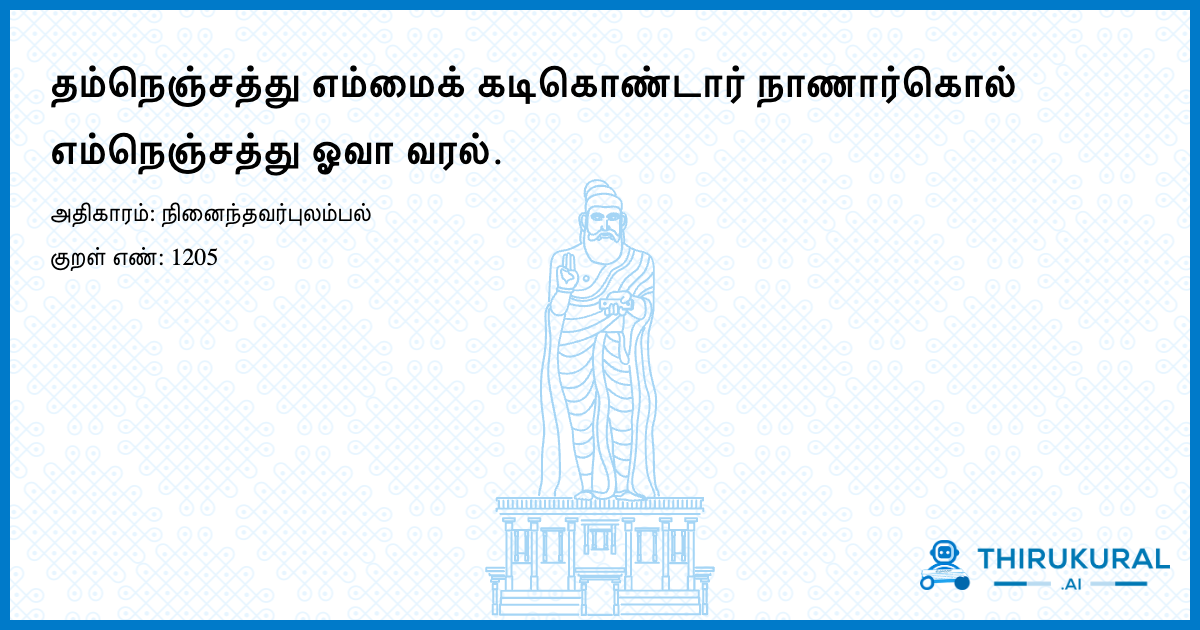 தம்நெஞ்சத்து எம்மைக் கடிகொண்டார் நாணார்கொல்
எம்நெஞ்சத்து ஓவா வரல்.
அதிகாரம்: நினைந்தவர்புலம்பல்
குறள் எண்: 1205
THIRUKURAL
.AI